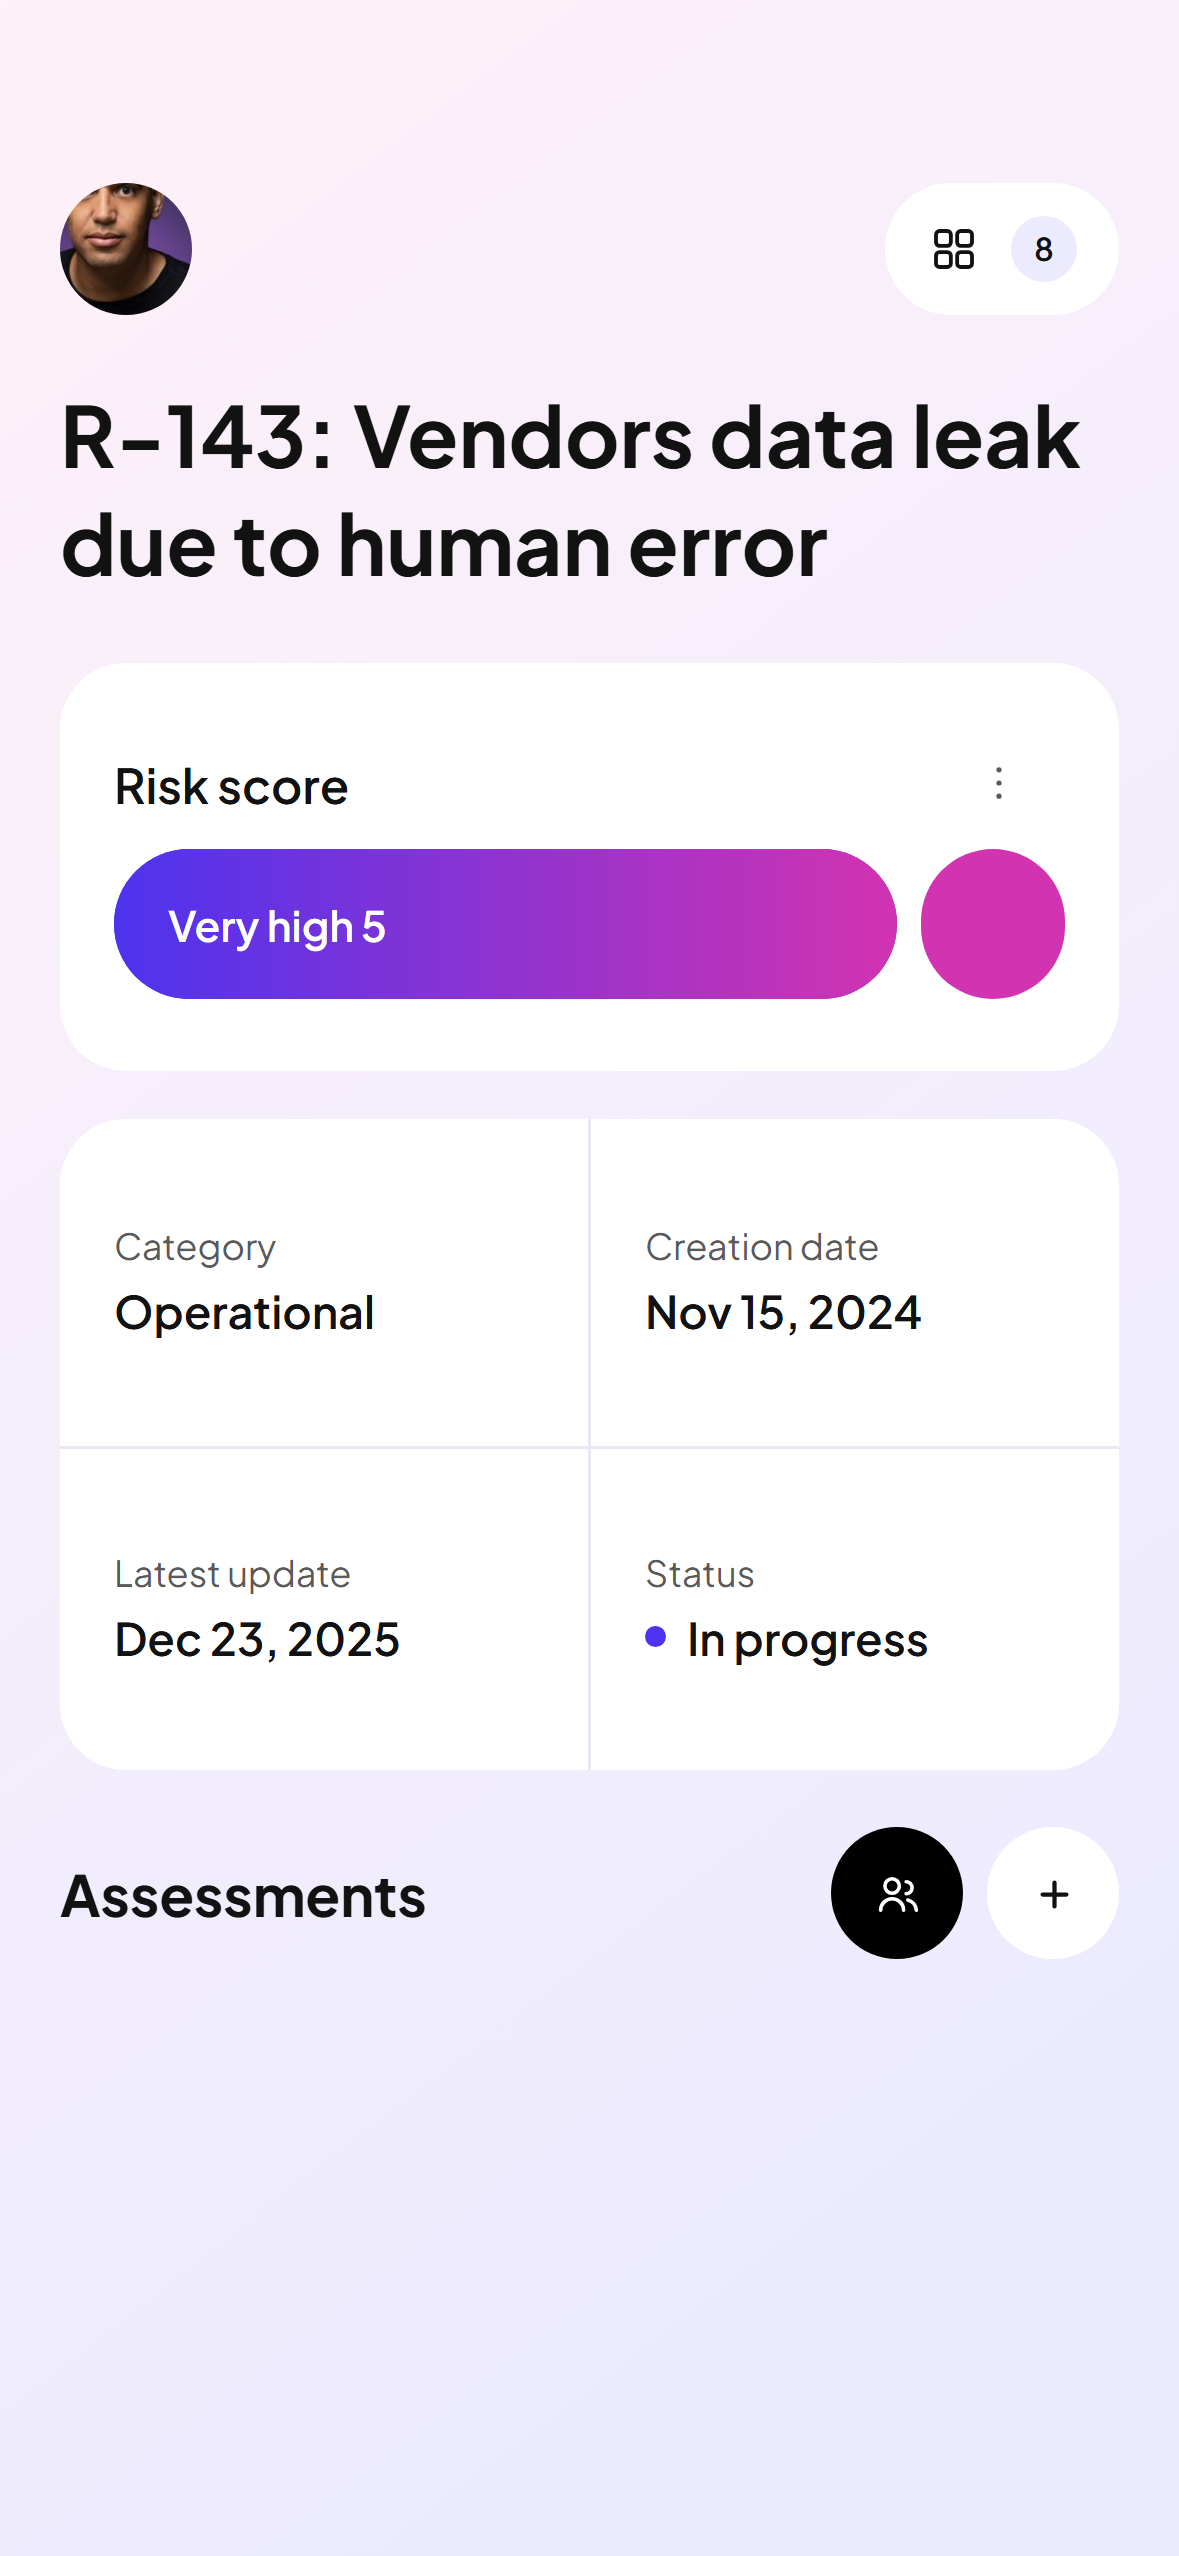 8
R-143: Vendors data leak
due to human error
Risk score
Very high 5
Category
Operational
Creation date
Nov 15, 2024
Latest update
Dec 23, 2025
Status
In progress
Assessments